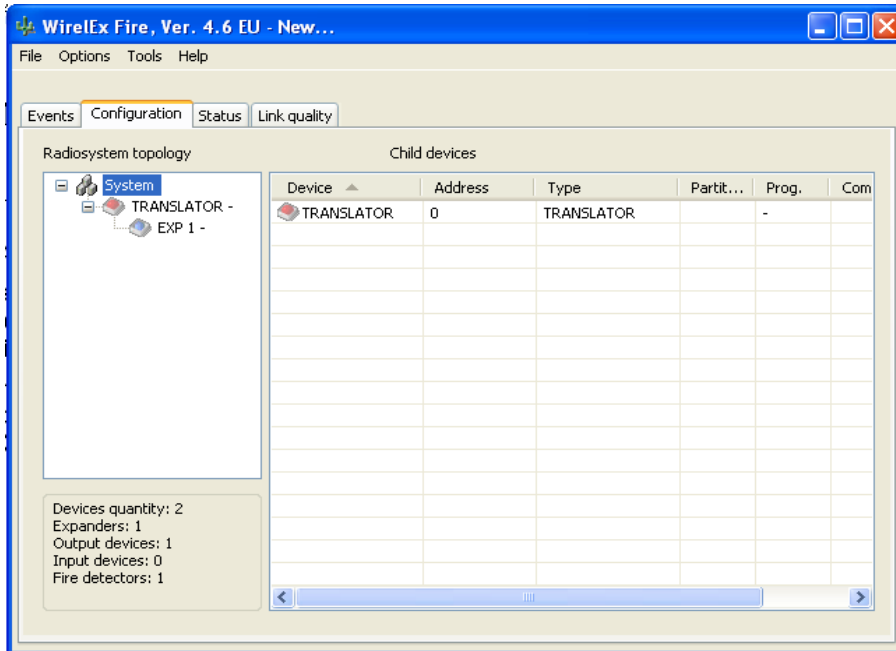 WirelEx Fire, Ver. 4.6 EU - New...
File Options Tools Help
Events Configuration Status Link quality
Radiosystem topology Child devices
System
TRANSLATOR -
EXP 1 -
Device Address Type Partit... Prog. Com
TRANSLATOR 0 TRANSLATOR -
Devices quantity: 2
Expanders: 1
Output devices: 1
Input devices: 0
Fire detectors: 1